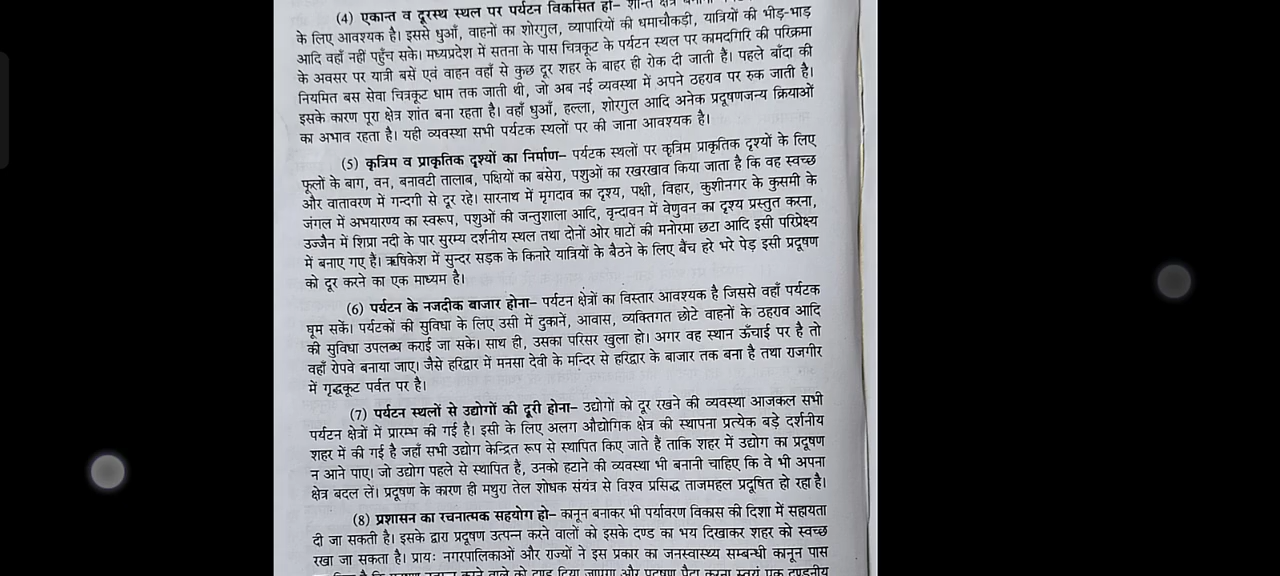 (4) एकान्त व दूरस्थ स्थल पर पर्यटन विकसित हो– शान्त क्षेत्र
के लिए आवश्यक है। इससे धुआँ, वाहनों का शोरगुल, व्यापारियों की धमाचौकड़ी, यात्रियों की भीड़-भाड़
आदि वहाँ नहीं पहुँच सके। मध्यप्रदेश में सतना के पास चित्रकूट के पर्यटन स्थल पर कामदगिरि की परिक्रमा
के अवसर पर यात्री बसें एवं वाहन वहाँ से कुछ दूर शहर के बाहर ही रोक दी जाती है। पहले बाँदा की
नियमित बस सेवा चित्रकूट धाम तक जाती थी, जो अब नई व्यवस्था में अपने ठहराव पर रुक जाती है।
इसके कारण पूरा क्षेत्र शांत बना रहता है। वहाँ धुआँ, हल्ला, शोरगुल आदि अनेक प्रदूषणजन्य क्रियाओं
का अभाव रहता है। यही व्यवस्था सभी पर्यटक स्थलों पर की जाना आवश्यक है।
(5) कृत्रिम व प्राकृतिक दृश्यों का निर्माण– पर्यटक स्थलों पर कृत्रिम प्राकृतिक दृश्यों के लिए
फूलों के बाग, वन, बनावटी तालाब, पक्षियों का बसेरा, पशुओं का रखरखाव किया जाता है कि वह स्वच्छ
और वातावरण में गन्दगी से दूर रहे। सारनाथ में मृगदाव का दृश्य, पक्षी, विहार, कुशीनगर के कुसमी के
जंगल में अभयारण्य का स्वरूप, पशुओं की जन्तुशाला आदि, वृन्दावन में वेणुवन का दृश्य प्रस्तुत करना,
उज्जैन में शिप्रा नदी के पार सुरम्य दर्शनीय स्थल तथा दोनों ओर घाटों की मनोरमा छटा आदि इसी परिप्रेक्ष्य
में बनाए गए हैं। ऋषिकेश में सुन्दर सड़क के किनारे यात्रियों के बैठने के लिए बैंच हरे भरे पेड़ इसी प्रदूषण
को दूर करने का एक माध्यम है।
(6) पर्यटन के नजदीक बाजार होना– पर्यटन क्षेत्रों का विस्तार आवश्यक है जिससे वहाँ पर्यटक
घूम सकें। पर्यटकों की सुविधा के लिए उसी में दुकानें, आवास, व्यक्तिगत छोटे वाहनों के ठहराव आदि
की सुविधा उपलब्ध कराई जा सके। साथ ही, उसका परिसर खुला हो। अगर वह स्थान ऊँचाई पर है तो
वहाँ रोपवे बनाया जाए। जैसे हरिद्वार में मनसा देवी के मन्दिर से हरिद्वार के बाजार तक बना है तथा राजगीर
में गृद्धकूट पर्वत पर है।
(7) पर्यटन स्थलों से उद्योगों की दूरी होना– उद्योगों को दूर रखने की व्यवस्था आजकल सभी
पर्यटन क्षेत्रों में प्रारम्भ की गई है। इसी के लिए अलग औद्योगिक क्षेत्र की स्थापना प्रत्येक बड़े दर्शनीय
शहर में की गई है जहाँ सभी उद्योग केन्द्रित रूप से स्थापित किए जाते हैं ताकि शहर में उद्योग का प्रदूषण
न आने पाए। जो उद्योग पहले से स्थापित हैं, उनको हटाने की व्यवस्था भी बनानी चाहिए कि वे भी अपना
क्षेत्र बदल लें। प्रदूषण के कारण ही मथुरा तेल शोधक संयंत्र से विश्व प्रसिद्ध ताजमहल प्रदूषित हो रहा है।
(8) प्रशासन का रचनात्मक सहयोग हो– कानून बनाकर भी पर्यावरण विकास की दिशा में सहायता
दी जा सकती है। इसके द्वारा प्रदूषण उत्पन्न करने वालों को इसके दण्ड का भय दिखाकर शहर को स्वच्छ
रखा जा सकता है। प्रायः नगरपालिकाओं और राज्यों ने इस प्रकार का जनस्वास्थ्य सम्बन्धी कानून पास
करने वाले को दण्ड दिया जाएगा और प्रदूषण पैदा करना स्वयं एक दण्डनीय